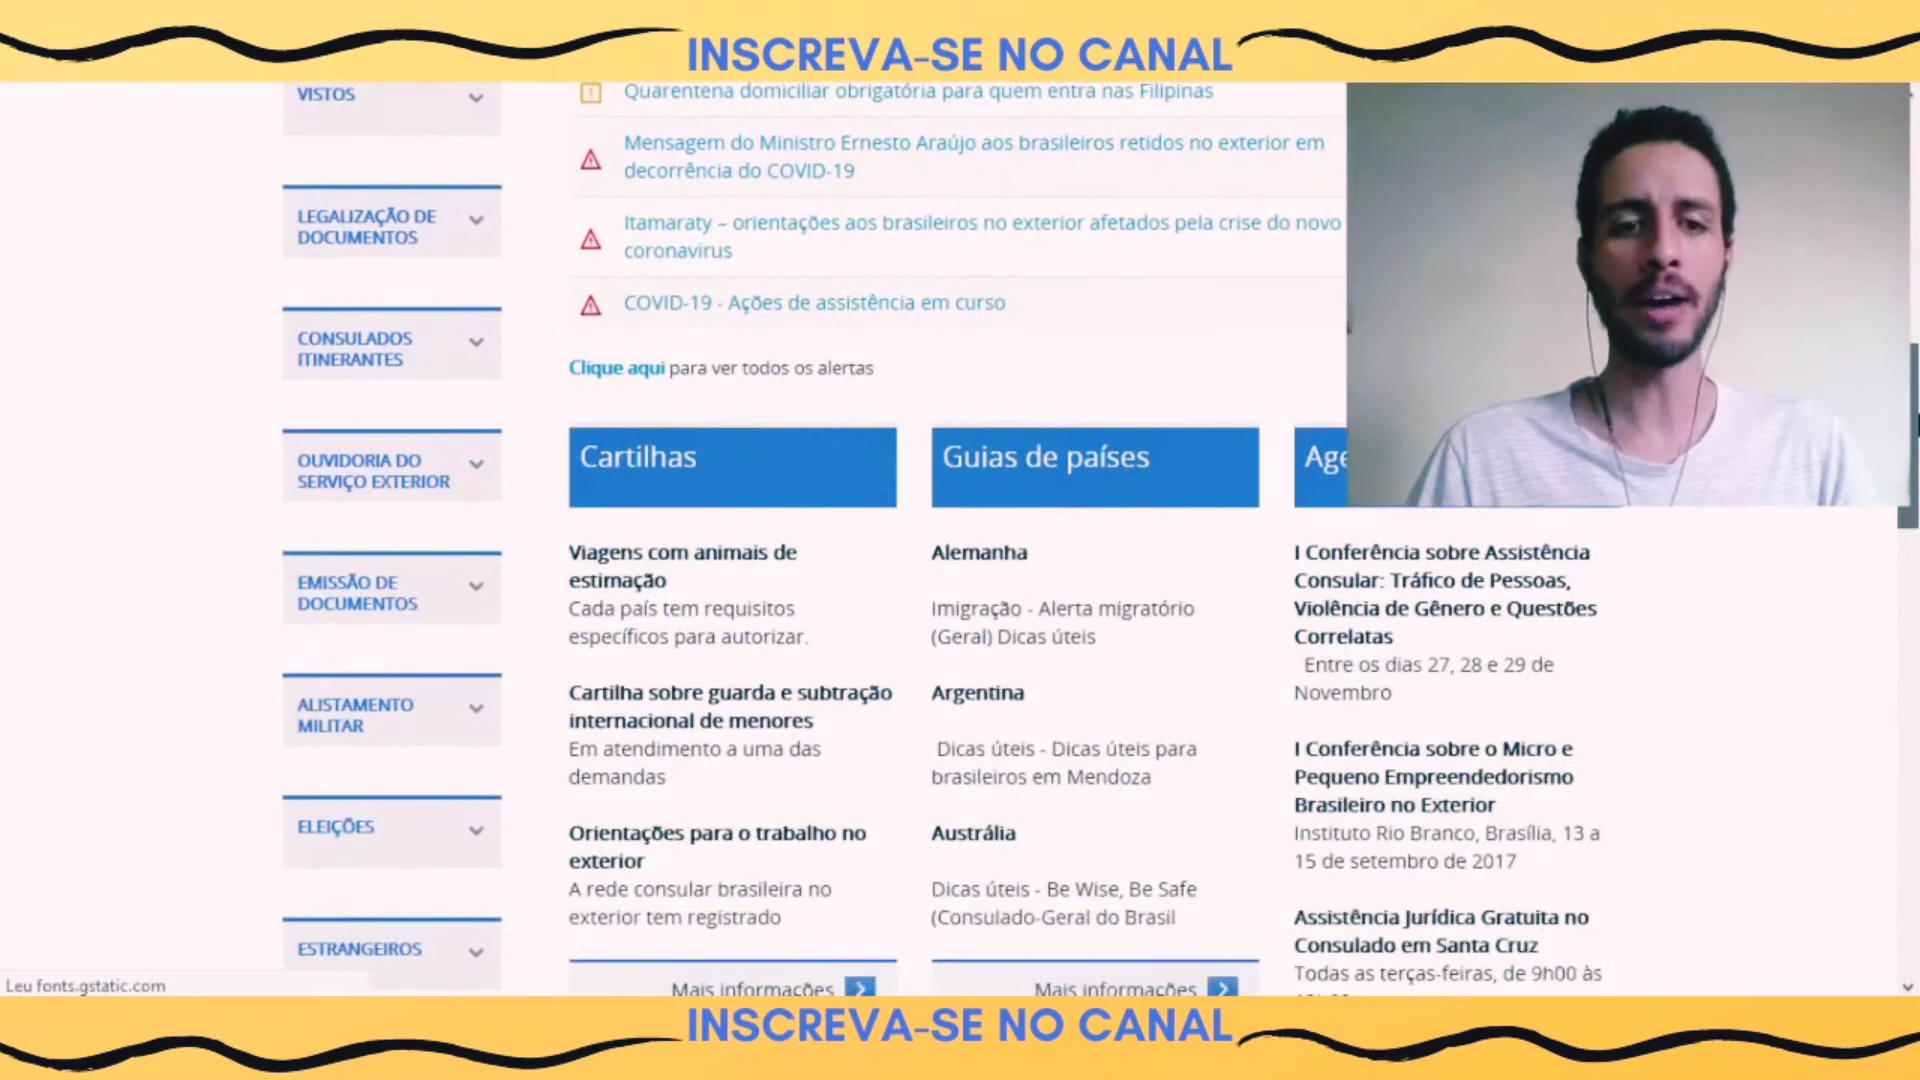 INSCREVA-SE NO CANAL
VISTOS
LEGALIZAÇÃO DE
DOCUMENTOS
CONSULADOS
ITINERANTES
OUVIDORIA DO
SERVIÇO EXTERIOR
EMISSÃO DE
DOCUMENTOS
ALISTAMENTO
MILITAR
ELEIÇÕES
ESTRANGEIROS
Quarentena domiciliar obrigatória para quem entra nas Filipinas
Mensagem do Ministro Ernesto Araújo aos brasileiros retidos no exterior em
decorrência do COVID-19
Itamaraty – orientações aos brasileiros no exterior afetados pela crise do novo
coronavirus
COVID-19 - Ações de assistência em curso
Clique aqui para ver todos os alertas
Cartilhas
Viagens com animais de
estimação
Cada país tem requisitos
específicos para autorizar.
Cartilha sobre guarda e subtração
internacional de menores
Em atendimento a uma das
demandas
Orientações para o trabalho no
exterior
A rede consular brasileira no
exterior tem registrado
Mais informações
Guias de países
Alemanha
Imigração - Alerta migratório
(Geral) Dicas úteis
Argentina
Dicas úteis - Dicas úteis para
brasileiros em Mendoza
Austrália
Dicas úteis - Be Wise, Be Safe
(Consulado-Geral do Brasil
Mais informações
Age
I Conferência sobre Assistência
Consular: Tráfico de Pessoas,
Violência de Gênero e Questões
Correlatas
Entre os dias 27, 28 e 29 de
Novembro
I Conferência sobre o Micro e
Pequeno Empreendedorismo
Brasileiro no Exterior
Instituto Rio Branco, Brasília, 13 a
15 de setembro de 2017
Assistência Jurídica Gratuita no
Consulado em Santa Cruz
Todas as terças-feiras, de 9h00 às
Leu fonts.gstatic.com
INSCREVA-SE NO CANAL